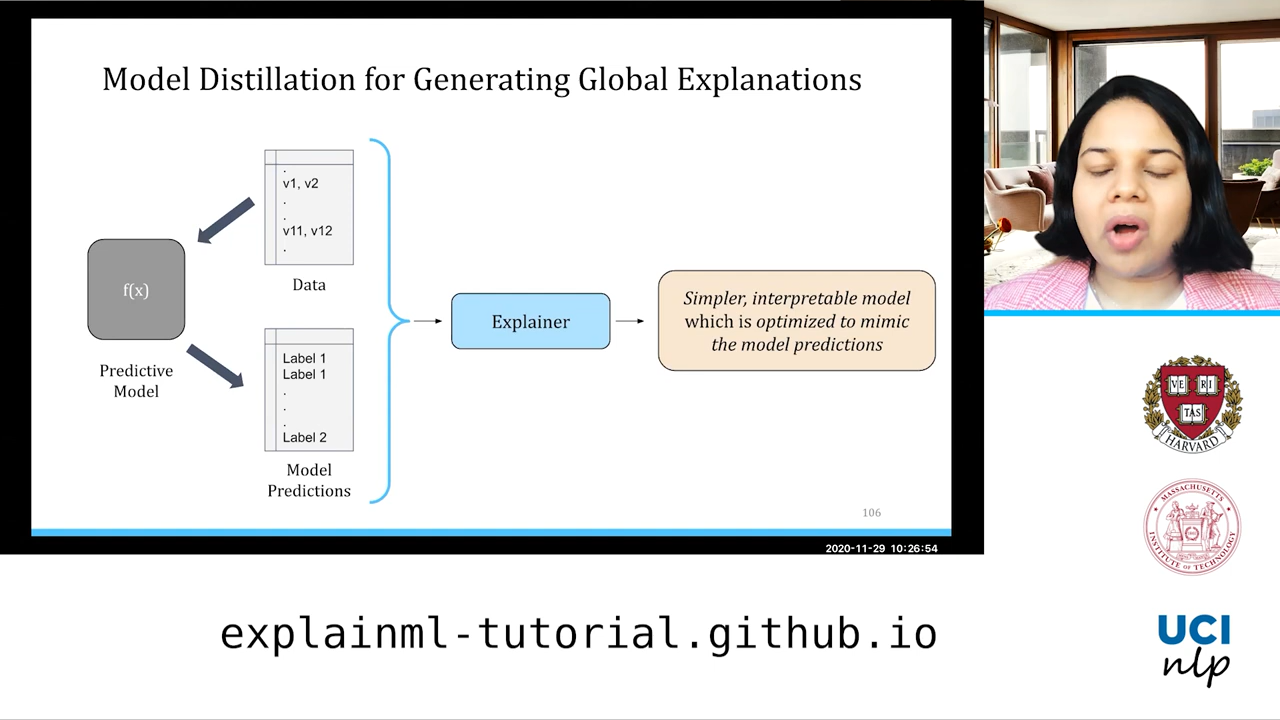 Model Distillation for Generating Global Explanations
.
v1, v2
.
.
v11, v12
.
Data
f(x)
Predictive
Model
Label 1
Label 1
.
.
.
Label 2
Model
Predictions
Explainer
Simpler, interpretable model
which is optimized to mimic
the model predictions
106
2020-11-29 10:26:54
explainml-tutorial.github.io
VE RI
TAS
HARVARD
MASSACHUSETTS
INSTITUTE OF TECHNOLOGY
UCI
nlp